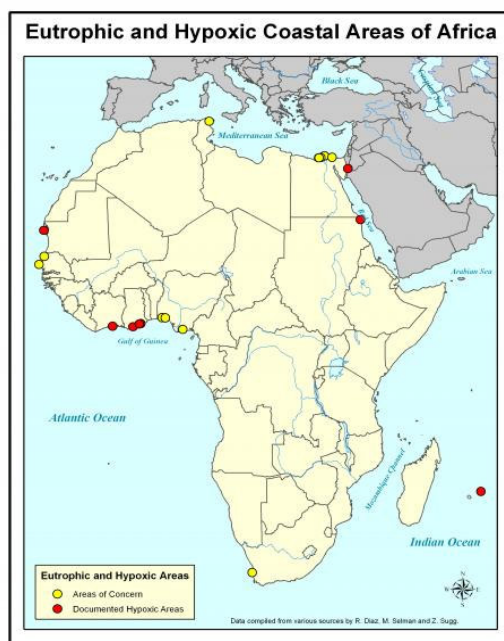 Eutrophic and Hypoxic Coastal Areas of Africa
Black Sea
Caspian Sea
Mediterranean Sea
Red Sea
Arabian Sea
Gulf of Guinea
Atlantic Ocean
Mozambique Channel
Indian Ocean
Eutrophic and Hypoxic Areas
Areas of Concern
Documented Hypoxic Areas
N
W
E
S
Data compiled from various sources by R. Diaz, M. Selman and Z. Sugg.